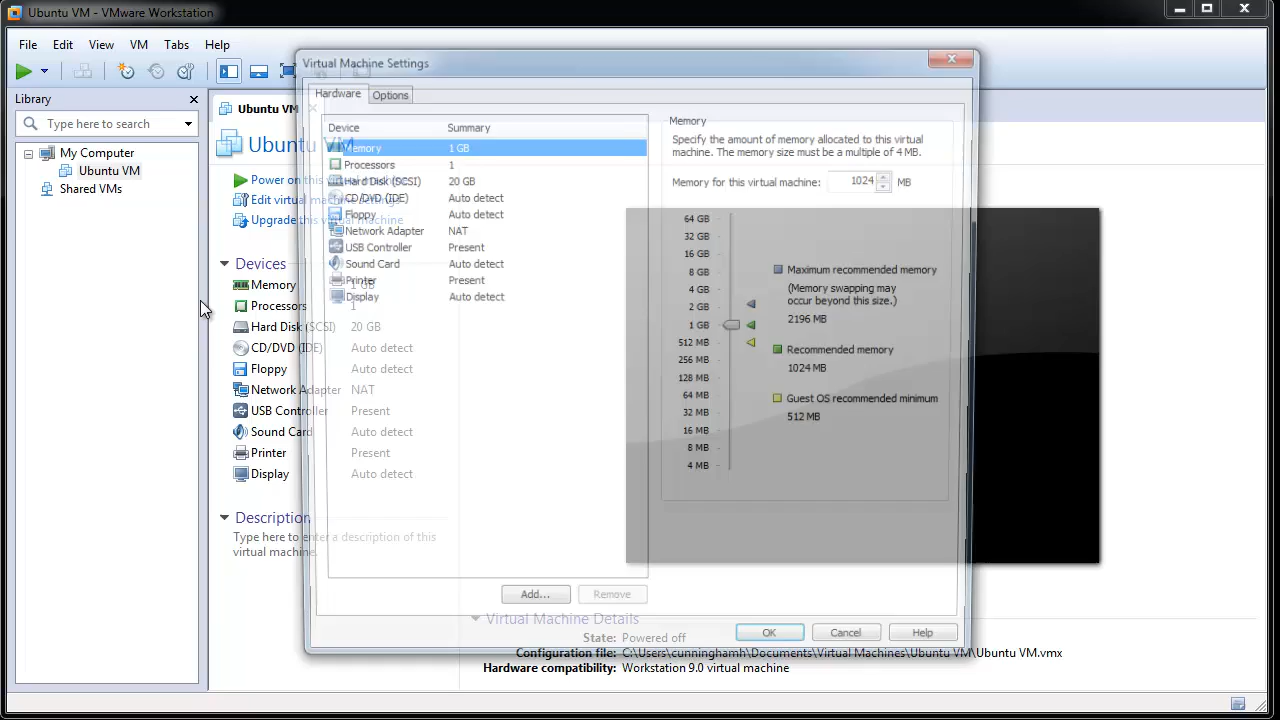 Ubuntu VM - VMware Workstation
File Edit View VM Tabs Help
Library
Type here to search
My Computer
Ubuntu VM
Shared VMs
Ubuntu VM
Ubuntu VM
Power on this virtual
Edit virtual machine settings
Upgrade this virtual machine
Devices
Memory 1 GB
Processors 1
Hard Disk (SCSI) 20 GB
CD/DVD (IDE) Auto detect
Floppy Auto detect
Network Adapter NAT
USB Controller Present
Sound Card Auto detect
Printer Present
Display Auto detect
Description
Type here to enter a description of this
virtual machine.
Virtual Machine Settings
Hardware Options
Device Summary
Memory 1 GB
Processors 1
Hard Disk (SCSI) 20 GB
CD/DVD (IDE) Auto detect
Floppy Auto detect
Network Adapter NAT
USB Controller Present
Sound Card Auto detect
Printer Present
Display Auto detect
Add... Remove
Memory
Specify the amount of memory allocated to this virtual
machine. The memory size must be a multiple of 4 MB.
Memory for this virtual machine: 1024 MB
64 GB
32 GB
16 GB
8 GB
4 GB
2 GB
1 GB
512 MB
256 MB
128 MB
64 MB
32 MB
16 MB
8 MB
4 MB
Maximum recommended memory
(Memory swapping may
occur beyond this size.)
2196 MB
Recommended memory
1024 MB
Guest OS recommended minimum
512 MB
OK Cancel Help
Virtual Machine Details
State: Powered off
Configuration file: C:\Users\cunninghamh\Documents\Virtual Machines\Ubuntu VM\Ubuntu VM.vmx
Hardware compatibility: Workstation 9.0 virtual machine